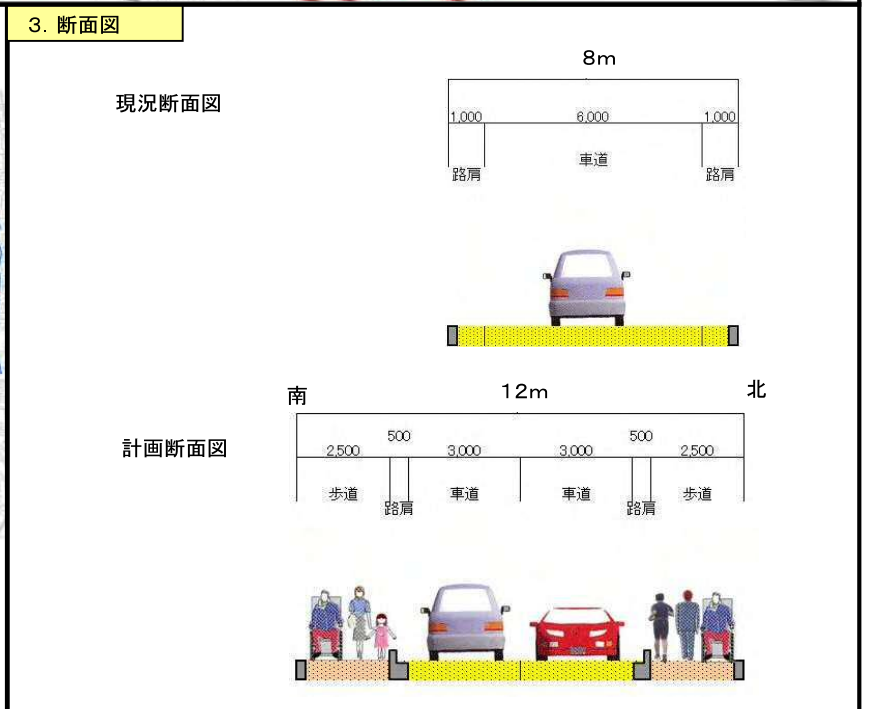 3. 断面図
8m
現況断面図
1,000 6,000 1,000
車道
路肩 路肩
南 12m 北
計画断面図
500 500
2,500 3,000 3,000 2,500
歩道 車道 車道 歩道
路肩 路肩